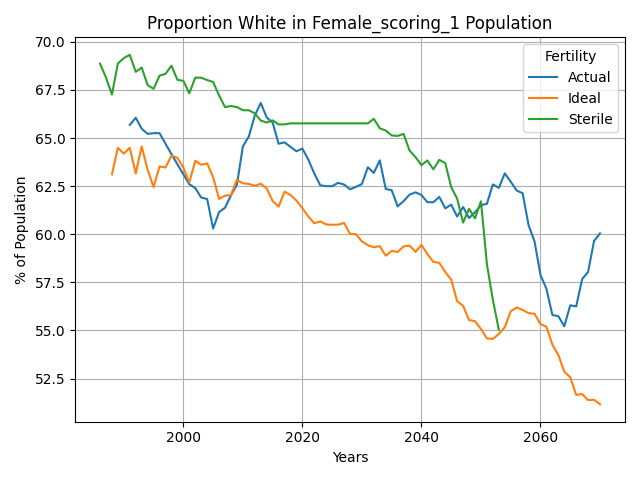 Proportion White in Female_scoring_1 Population
% of Population
70.0
67.5
65.0
62.5
60.0
57.5
55.0
52.5
Fertility
Actual
Ideal
Sterile
2000
2020
2040
2060
Years